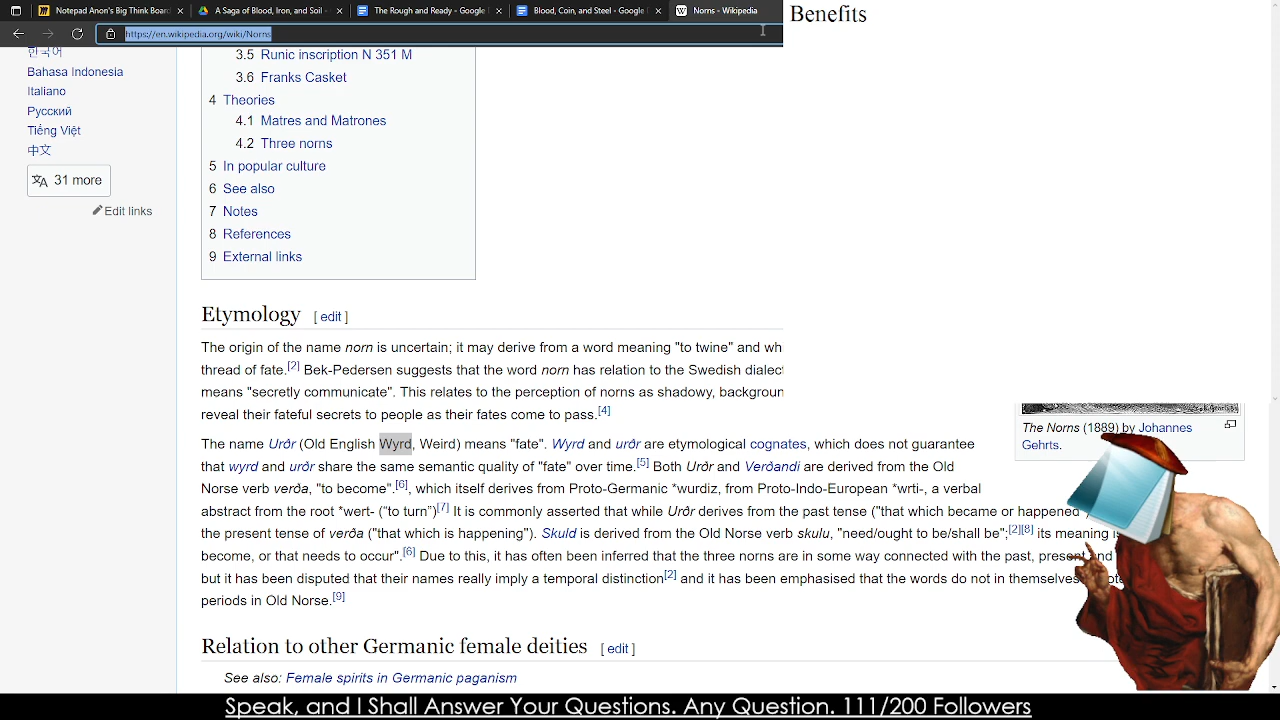 Notepad Anon's Big Think Board
A Saga of Blood, Iron, and Soil
The Rough and Ready - Google
Blood, Coin, and Steel - Google
Norns - Wikipedia
Benefits
https://en.wikipedia.org/wiki/Norns
한국어
Bahasa Indonesia
Italiano
Русский
Tiếng Việt
中文
31 more
Edit links
3.5 Runic inscription N 351 M
3.6 Franks Casket
4 Theories
4.1 Matres and Matrones
4.2 Three norns
5 In popular culture
6 See also
7 Notes
8 References
9 External links
Etymology [ edit ]
The origin of the name norn is uncertain; it may derive from a word meaning "to twine" and wh
thread of fate.[2] Bek-Pedersen suggests that the word norn has relation to the Swedish dialect
means "secretly communicate". This relates to the perception of norns as shadowy, backgroun
reveal their fateful secrets to people as their fates come to pass.[4]
The Norns (1889) by Johannes
Gehrts.
The name Urðr (Old English Wyrd, Weird) means "fate". Wyrd and urðr are etymological cognates, which does not guarantee
that wyrd and urðr share the same semantic quality of "fate" over time.[5] Both Urðr and Verðandi are derived from the Old
Norse verb verða, "to become".[6], which itself derives from Proto-Germanic *wurdiz, from Proto-Indo-European *wrti-, a verbal
abstract from the root *wert- ("to turn")[7] It is commonly asserted that while Urðr derives from the past tense ("that which became or happened"
the present tense of verða ("that which is happening"). Skuld is derived from the Old Norse verb skulu, "need/ought to be/shall be";[2][8] its meaning is
become, or that needs to occur".[6] Due to this, it has often been inferred that the three norns are in some way connected with the past, present and
but it has been disputed that their names really imply a temporal distinction[2] and it has been emphasised that the words do not in themselves
periods in Old Norse.[9]
Relation to other Germanic female deities [ edit ]
See also: Female spirits in Germanic paganism
Speak, and I Shall Answer Your Questions. Any Question. 111/200 Followers